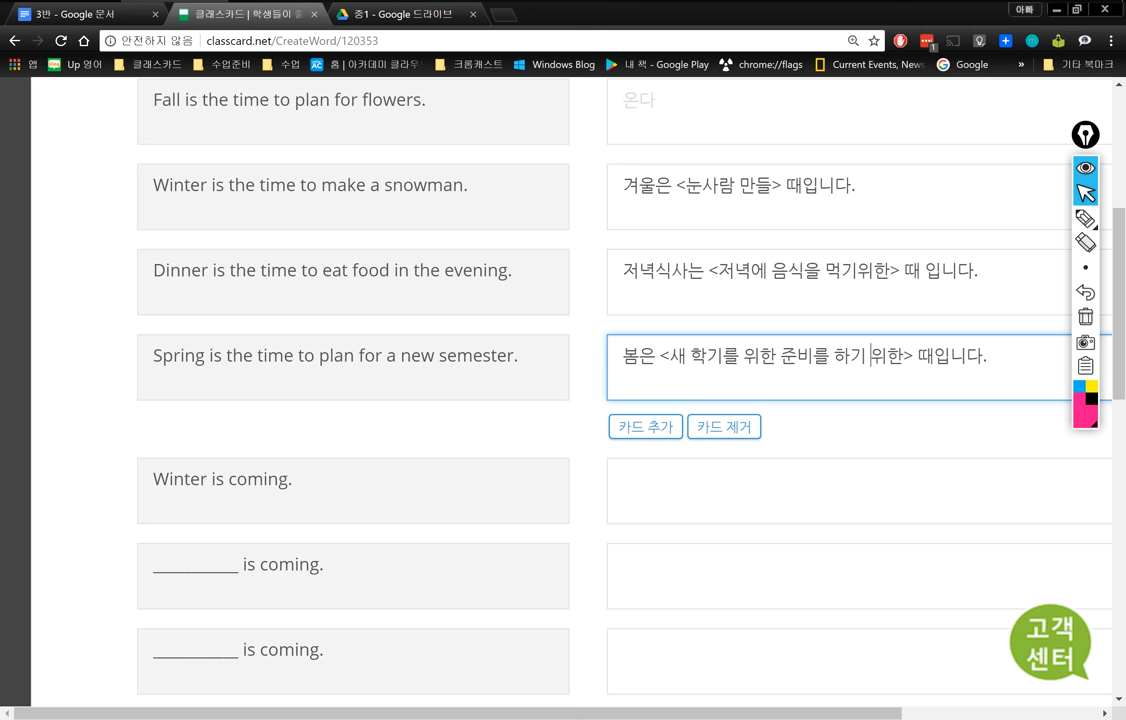 3반 - Google 문서
클래스카드 | 학생들이 좋
중1 - Google 드라이브
아빠
안전하지 않음 classcard.net/CreateWord/120353
앱 Up 영어 클래스카드 수업준비 수업 홈 | 아카데미 클라우 크롬캐스트 Windows Blog 내 책 - Google Play chrome://flags Current Events, News Google » 기타 북마크
Fall is the time to plan for flowers.
온다
Winter is the time to make a snowman.
겨울은 <눈사람 만들> 때입니다.
Dinner is the time to eat food in the evening.
저녁식사는 <저녁에 음식을 먹기위한> 때 입니다.
Spring is the time to plan for a new semester.
봄은 <새 학기를 위한 준비를 하기 위한> 때입니다.
카드 추가 카드 제거
Winter is coming.
__________ is coming.
__________ is coming.
고객
센터